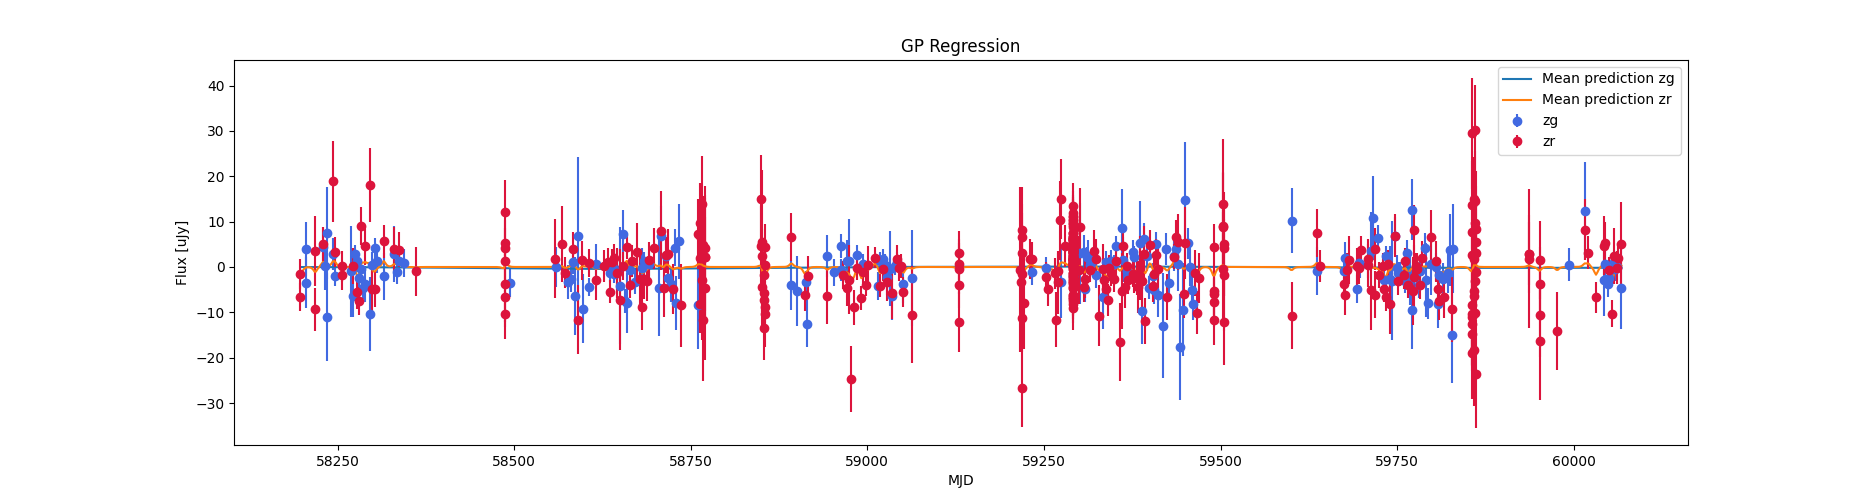 GP Regression
Flux [uJy]
40
30
20
10
0
−10
−20
−30
58250
58500
58750
59000
59250
59500
59750
60000
MJD
Mean prediction zg
Mean prediction zr
zg
zr